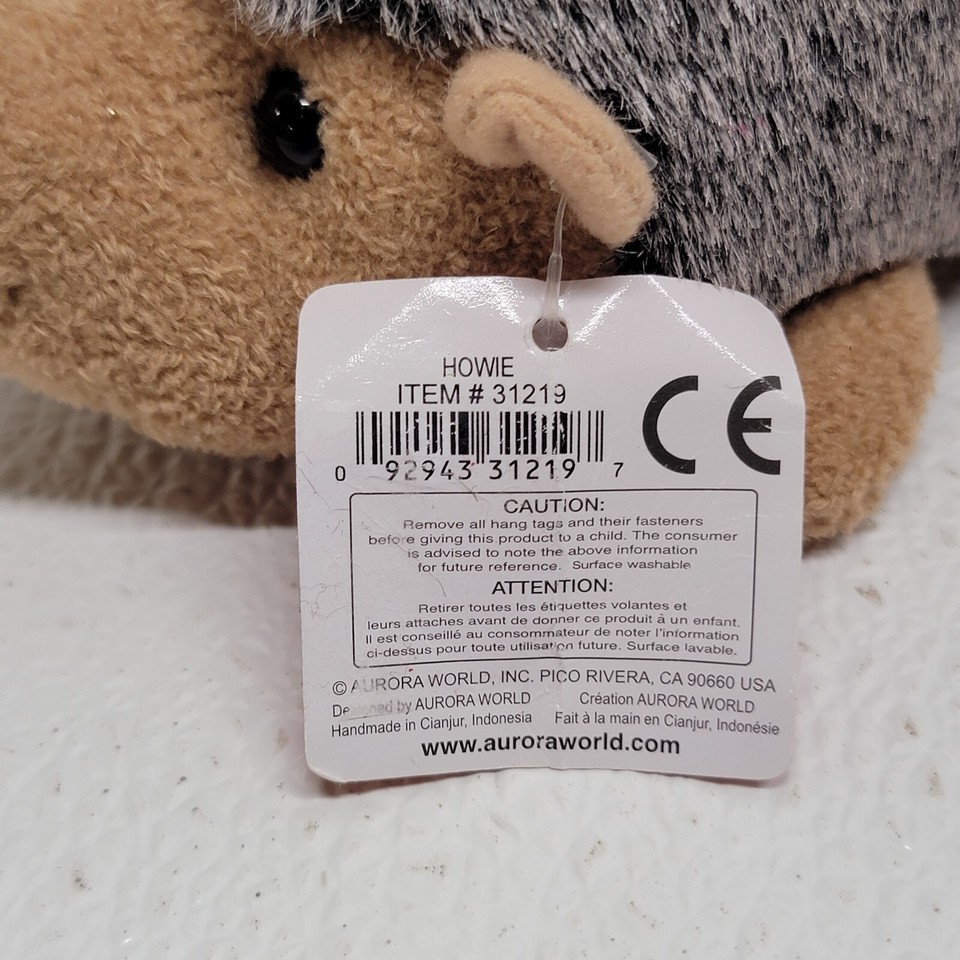 HOWIE
ITEM # 31219
CE
0 92943 31219 7
CAUTION:
Remove all hang tags and their fasteners
before giving this product to a child. The consumer
is advised to note the above information
for future reference. Surface washable
ATTENTION:
Retirer toutes les étiquettes volantes et
leurs attaches avant de donner ce produit à un enfant.
Il est conseillé au consommateur de noter l'information
ci-dessus pour toute utilisation future. Surface lavable.
© AURORA WORLD, INC. PICO RIVERA, CA 90660 USA
Designed by AURORA WORLD Création AURORA WORLD
Handmade in Cianjur, Indonesia Fait à la main en Cianjur, Indonésie
www.auroraworld.com